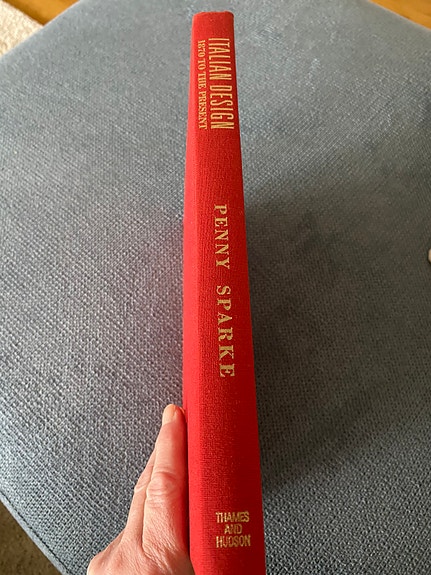 ITALIAN DESIGN
1870 TO THE PRESENT
PENNY SPARKE
THAMES
AND
HUDSON